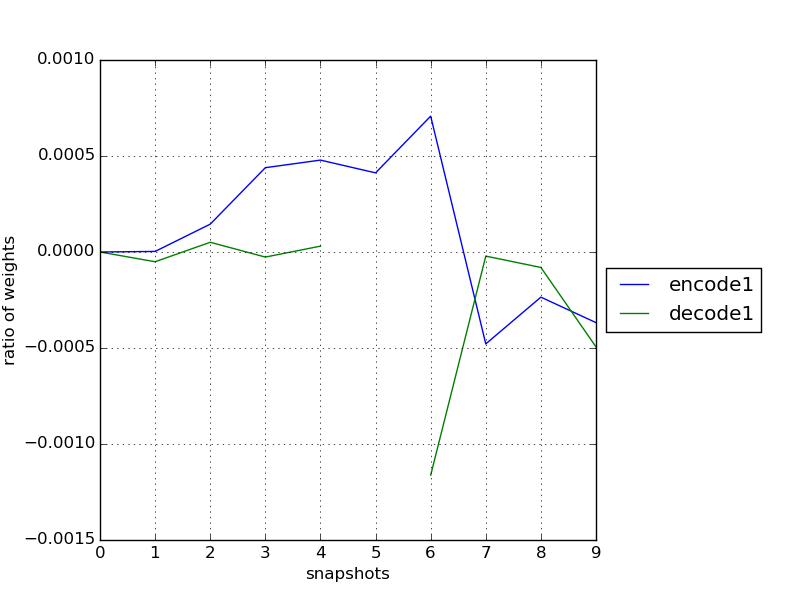 0.0010
0.0005
0.0000
−0.0005
−0.0010
−0.0015
0 1 2 3 4 5 6 7 8 9
snapshots
ratio of weights
encode1
decode1